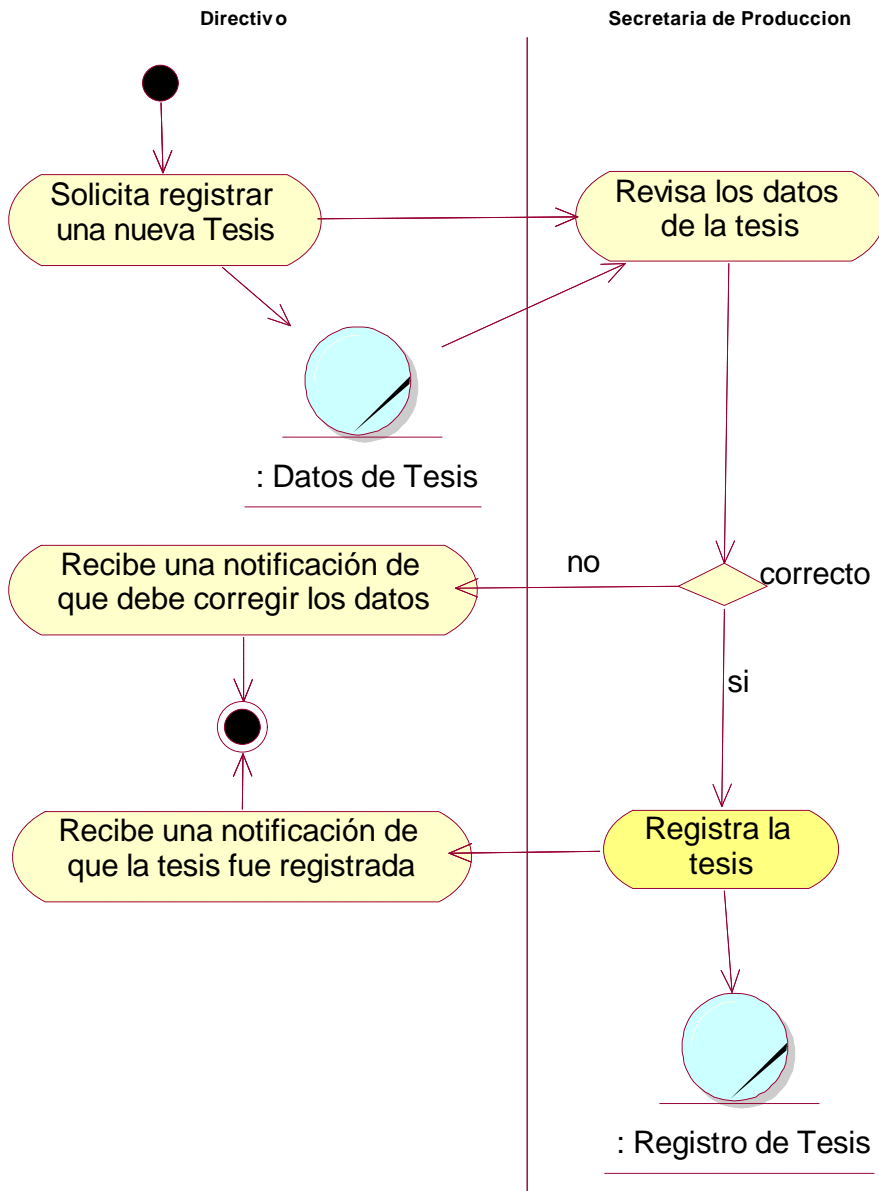 Directivo
Secretaria de Produccion
Solicita registrar
una nueva Tesis
Revisa los datos
de la tesis
: Datos de Tesis
Recibe una notificación de
que debe corregir los datos
no
correcto
si
Recibe una notificación de
que la tesis fue registrada
Registra la
tesis
: Registro de Tesis